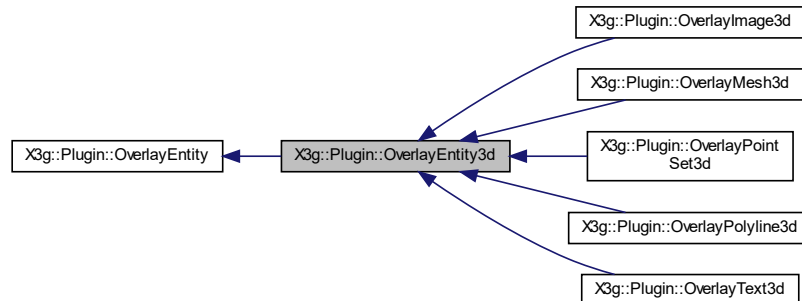 X3g::Plugin::OverlayImage3d
X3g::Plugin::OverlayMesh3d
X3g::Plugin::OverlayEntity
X3g::Plugin::OverlayEntity3d
X3g::Plugin::OverlayPoint
Set3d
X3g::Plugin::OverlayPolyline3d
X3g::Plugin::OverlayText3d